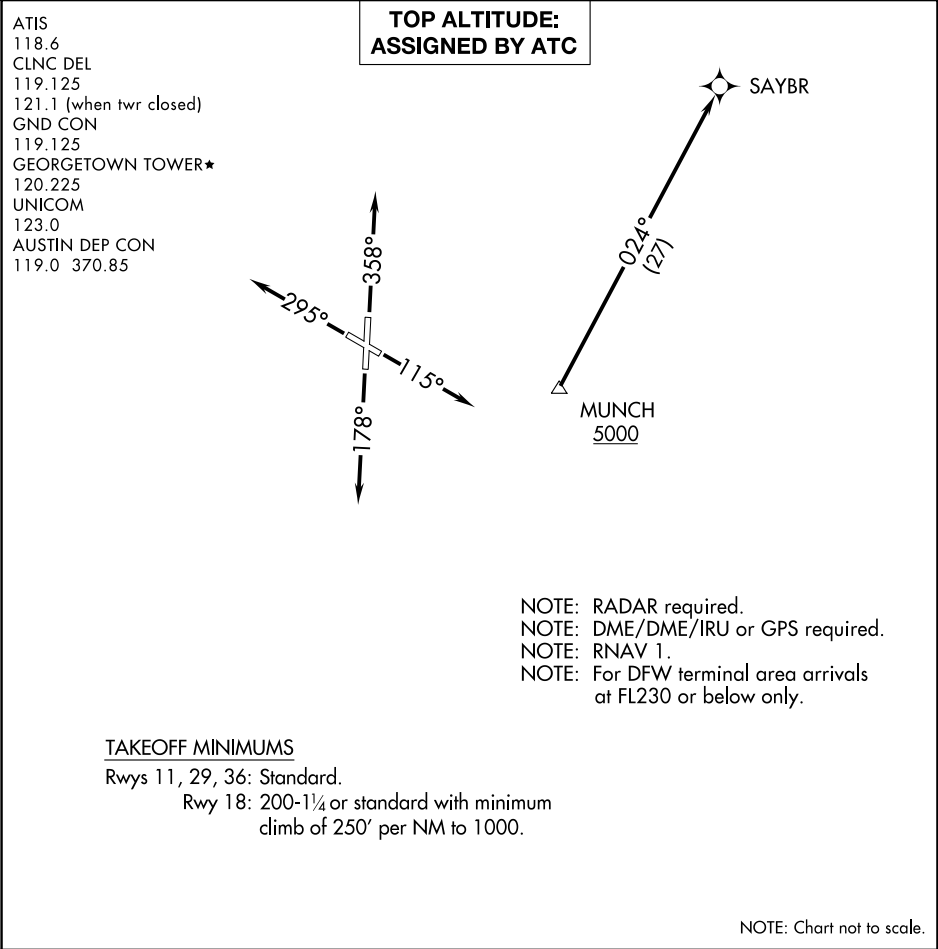 ATIS
118.6
CLNC DEL
119.125
121.1 (when twr closed)
GND CON
119.125
GEORGETOWN TOWER★
120.225
UNICOM
123.0
AUSTIN DEP CON
119.0 370.85
TOP ALTITUDE:
ASSIGNED BY ATC
SAYBR
024°
(27)
MUNCH
5000
358°
295°
115°
178°
NOTE: RADAR required.
NOTE: DME/DME/IRU or GPS required.
NOTE: RNAV 1.
NOTE: For DFW terminal area arrivals
at FL230 or below only.
TAKEOFF MINIMUMS
Rwys 11, 29, 36: Standard.
Rwy 18: 200-1¼ or standard with minimum
climb of 250' per NM to 1000.
NOTE: Chart not to scale.